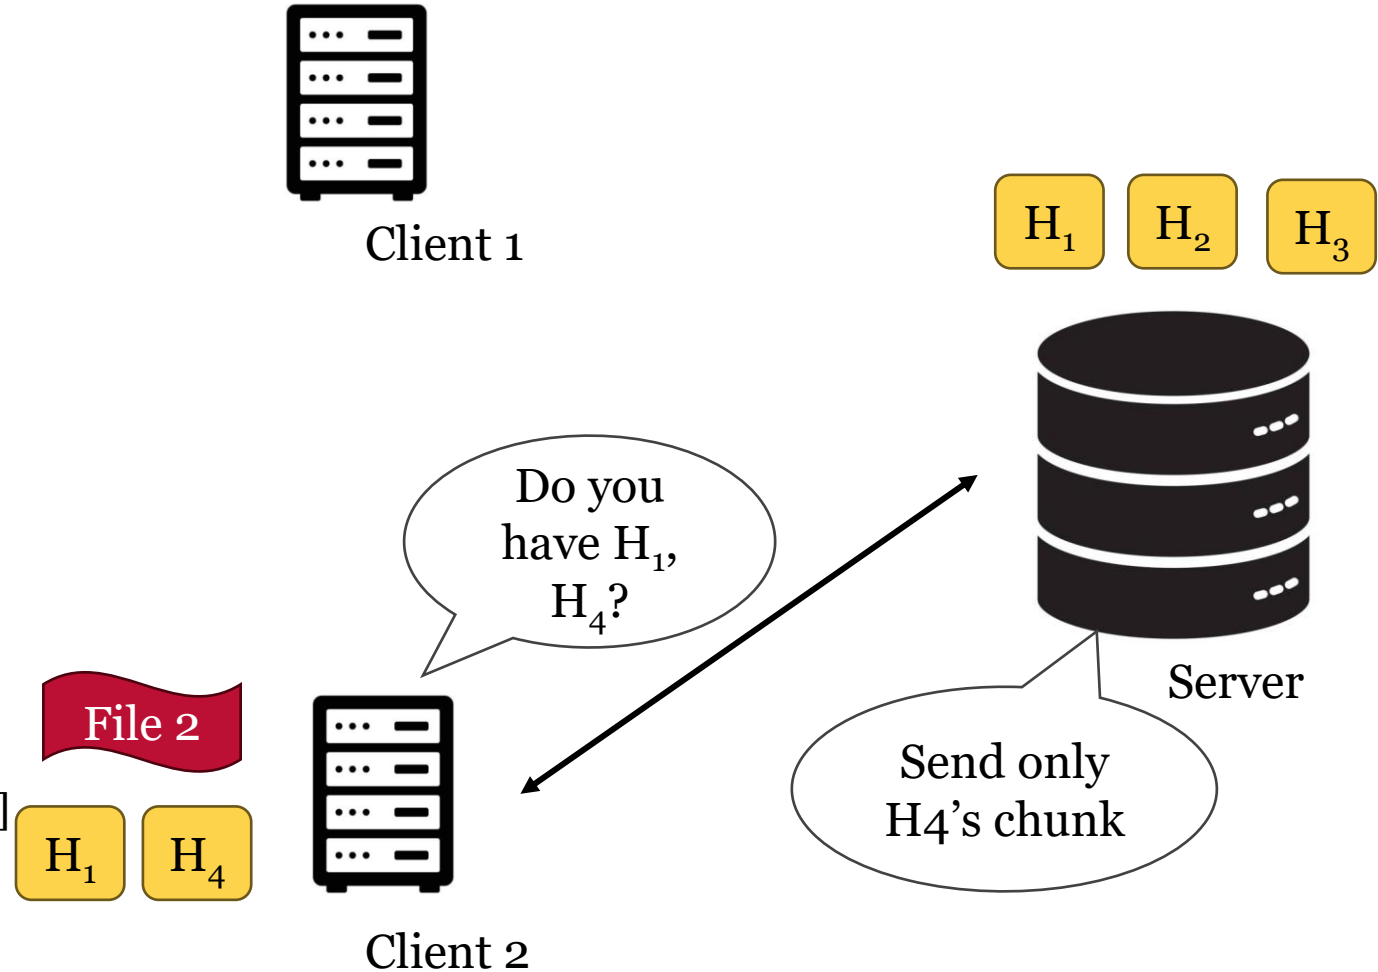 Client 1
H₁ H₂ H₃
Do you
have H₁,
H₄?
Server
File 2
Send only
H4's chunk
]
H₁ H₄
Client 2